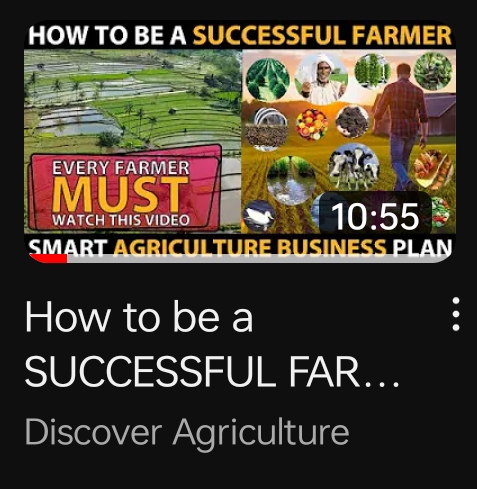 HOW TO BE A SUCCESSFUL FARMER
EVERY FARMER
MUST
WATCH THIS VIDEO
10:55
SMART AGRICULTURE BUSINESS PLAN
How to be a
SUCCESSFUL FAR...
Discover Agriculture